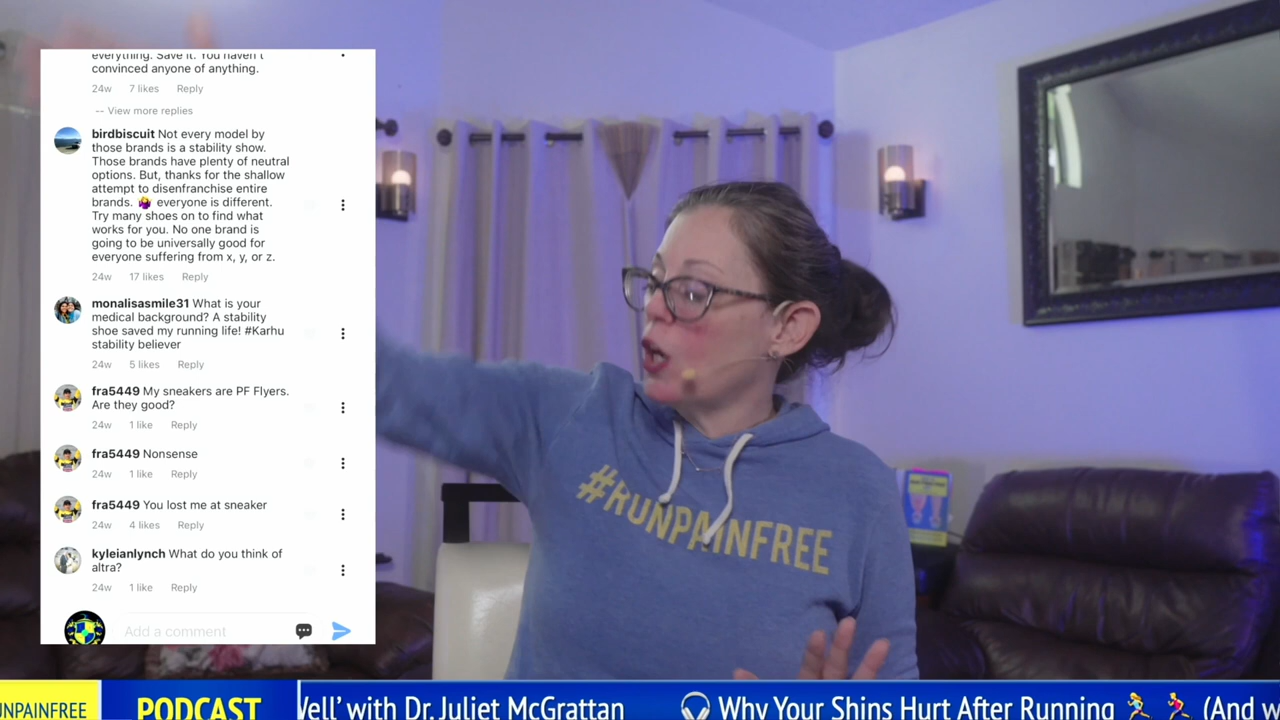 everything. Save it. You haven't
convinced anyone of anything.
24w 7 likes Reply
-- View more replies
birdbiscuit Not every model by
those brands is a stability show.
Those brands have plenty of neutral
options. But, thanks for the shallow
attempt to disenfranchise entire
brands. 🤷‍♀️ everyone is different.
Try many shoes on to find what
works for you. No one brand is
going to be universally good for
everyone suffering from x, y, or z.
24w 17 likes Reply
monalisasmile31 What is your
medical background? A stability
shoe saved my running life! #Karhu
stability believer
24w 5 likes Reply
fra5449 My sneakers are PF Flyers.
Are they good?
24w 1 like Reply
fra5449 Nonsense
24w 1 like Reply
fra5449 You lost me at sneaker
24w 4 likes Reply
kyleianlynch What do you think of
altra?
24w 1 like Reply
Add a comment
#RUNPAINFREE
UNPAINFREE PODCAST Well' with Dr. Juliet McGrattan 🎧 Why Your Shins Hurt After Running 🏃‍♀️ 🏃 (And w